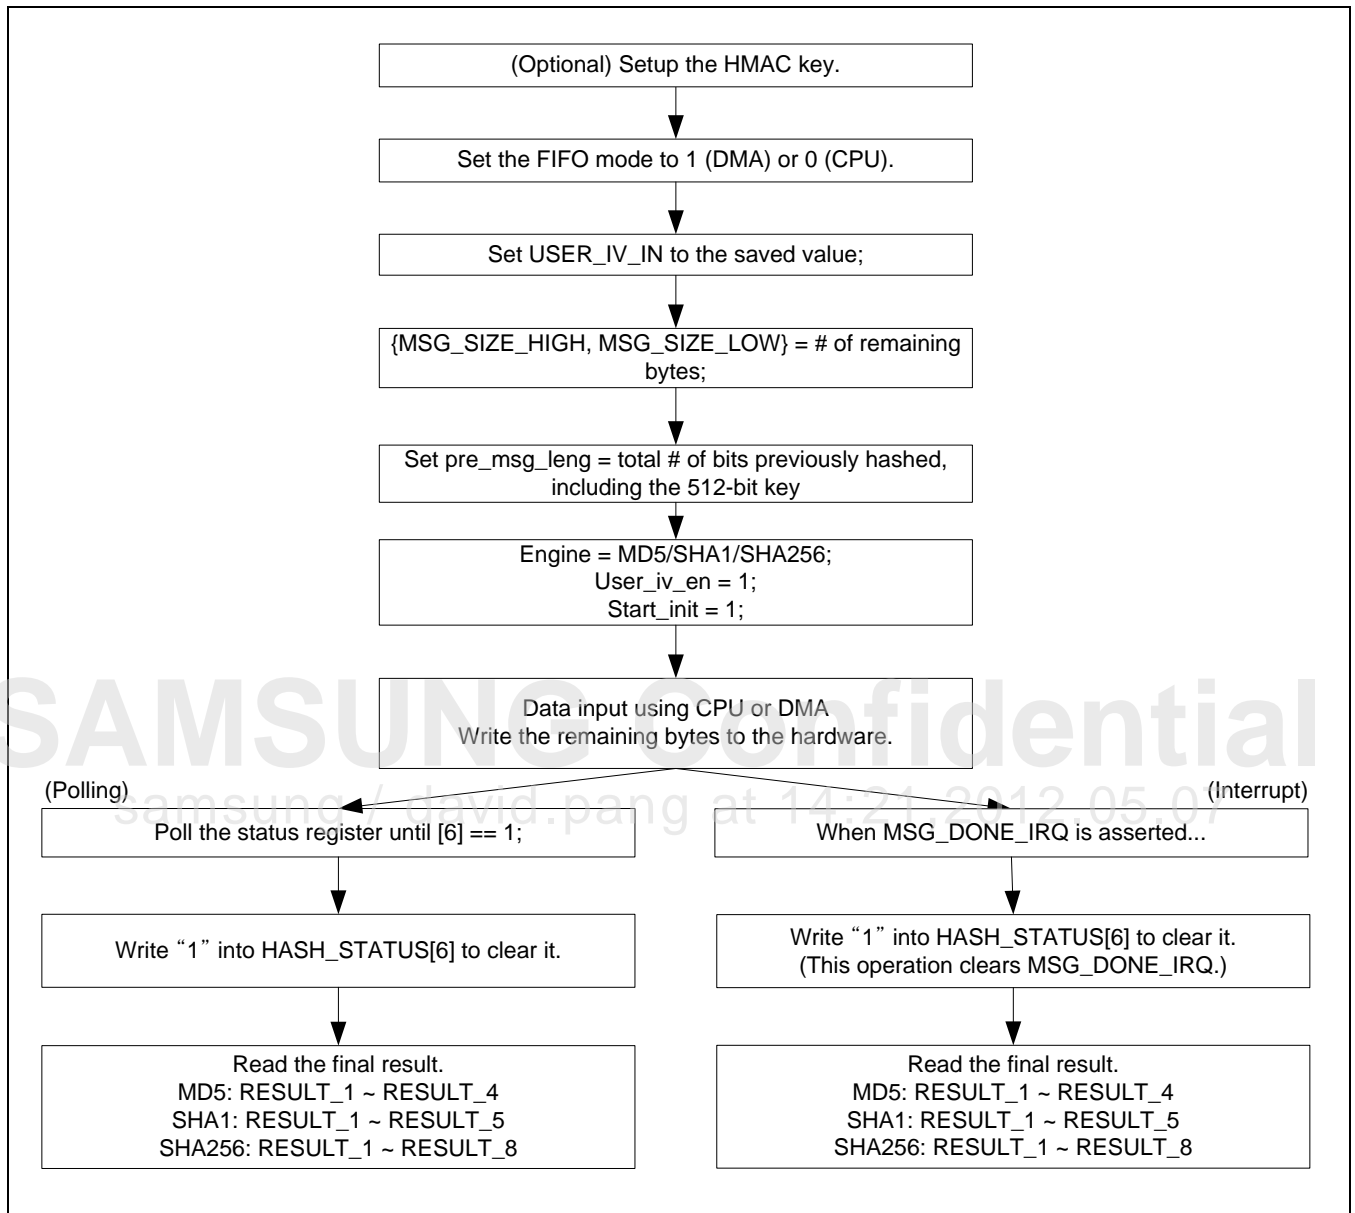 (Optional) Setup the HMAC key.
Set the FIFO mode to 1 (DMA) or 0 (CPU).
Set USER_IV_IN to the saved value;
{MSG_SIZE_HIGH, MSG_SIZE_LOW} = # of remaining
bytes;
Set pre_msg_leng = total # of bits previously hashed,
including the 512-bit key
Engine = MD5/SHA1/SHA256;
User_iv_en = 1;
Start_init = 1;
SAMSUNG Confidential
Data input using CPU or DMA
Write the remaining bytes to the hardware.
samsung / david.pang at 14:21,2012.05.07
(Polling)
Poll the status register until [6] == 1;
Write “1” into HASH_STATUS[6] to clear it.
Read the final result.
MD5: RESULT_1 ~ RESULT_4
SHA1: RESULT_1 ~ RESULT_5
SHA256: RESULT_1 ~ RESULT_8
(Interrupt)
When MSG_DONE_IRQ is asserted...
Write “1” into HASH_STATUS[6] to clear it.
(This operation clears MSG_DONE_IRQ.)
Read the final result.
MD5: RESULT_1 ~ RESULT_4
SHA1: RESULT_1 ~ RESULT_5
SHA256: RESULT_1 ~ RESULT_8